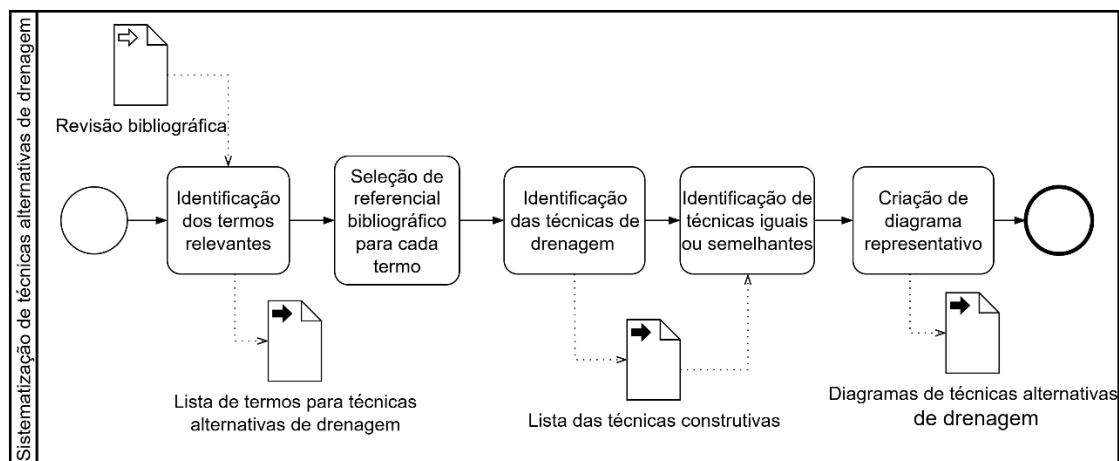 Sistematização de técnicas alternativas de drenagem
Revisão bibliográfica
Identificação
dos termos
relevantes
Seleção de
referencial
bibliográfico
para cada
termo
Identificação
das técnicas de
drenagem
Identificação de
técnicas iguais
ou semelhantes
Criação de
diagrama
representativo
Lista de termos para técnicas
alternativas de drenagem
Lista das técnicas construtivas
Diagramas de técnicas alternativas
de drenagem